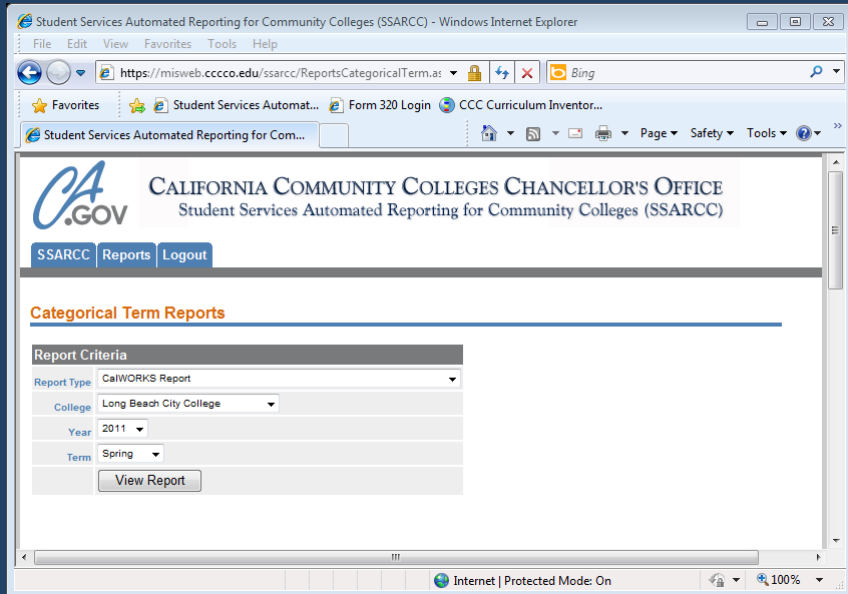 Student Services Automated Reporting for Community Colleges (SSARCC) - Windows Internet Explorer
File Edit View Favorites Tools Help
https://misweb.cccco.edu/ssarcc/ReportsCategoricalTerm.as Bing
Favorites Student Services Automat... Form 320 Login CCC Curriculum Inventor...
Student Services Automated Reporting for Com... Page Safety Tools
CA.GOV
CALIFORNIA COMMUNITY COLLEGES CHANCELLOR'S OFFICE
Student Services Automated Reporting for Community Colleges (SSARCC)
SSARCC Reports Logout
Categorical Term Reports
Report Criteria
Report Type CalWORKS Report
College Long Beach City College
Year 2011
Term Spring
View Report
Internet | Protected Mode: On 100%